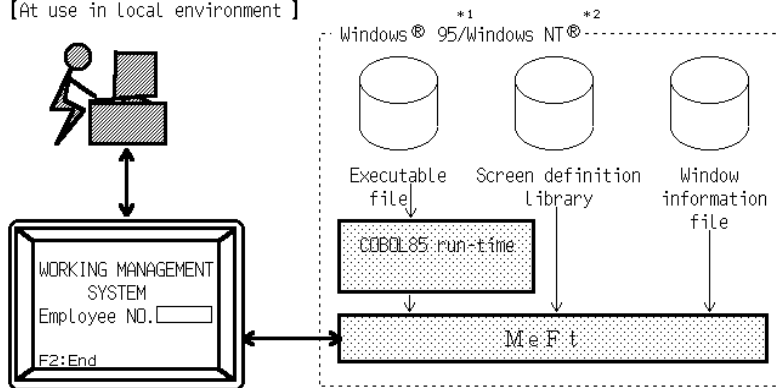 【At use in local environment 】
Windows® 95*1/Windows NT®*2
Executable file
Screen definition library
Window information file
COBOL85 run-time
WORKING MANAGEMENT
SYSTEM
Employee NO.
F2:End
MeFt